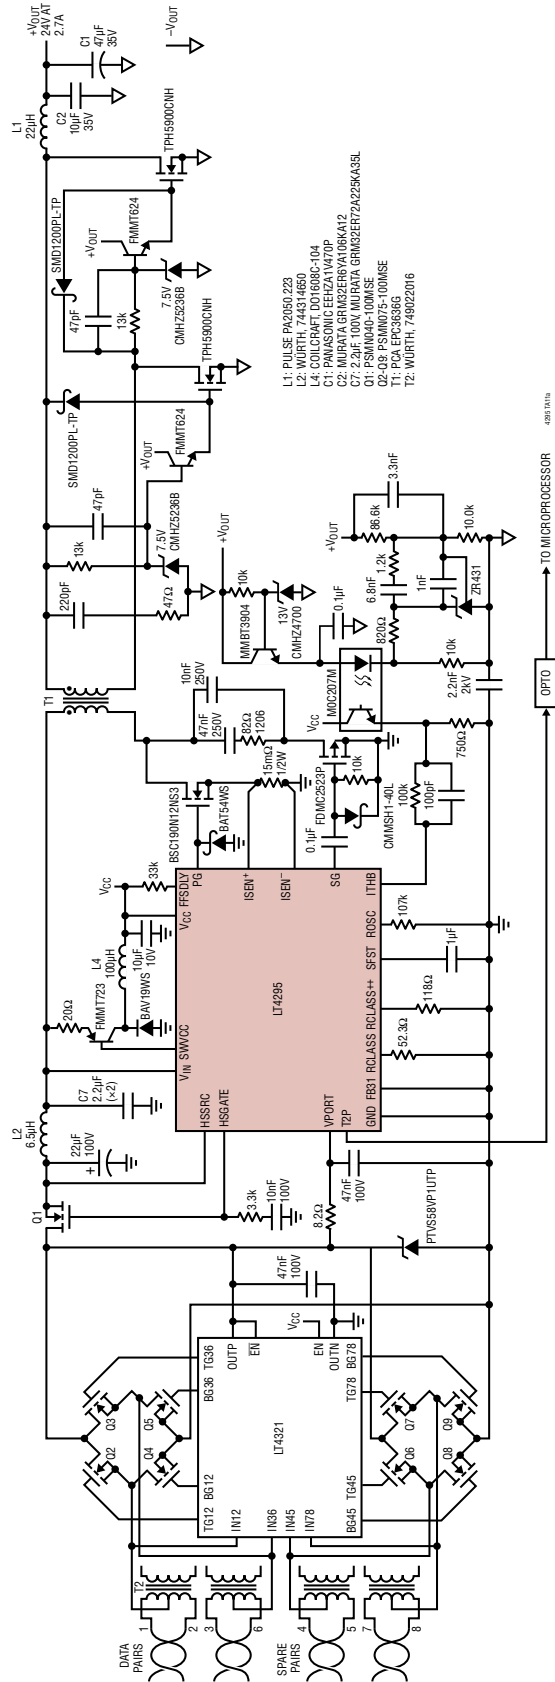 DATA
PAIRS
1
2
3
6
T2
SPARE
PAIRS
4
5
7
8
Q2
Q3
Q4
Q5
TG12
BG12
BG36
TG36
IN12
IN36
IN45
IN78
OUTP
EN
EN
OUTN
LT4321
BG45
TG45
TG78
BG78
Q6
Q7
Q8
Q9
VCC
47nF
100V
Q1
3.3k
10nF
100V
8.2Ω
PTVS58VP1UTP
47nF
100V
L2
6.5µH
22µF
100V
+
C7
2.2µF
(×2)
20Ω
FMMT723
BAV19WS
L4
100µH
10µF
10V
VCC
33k
HSSRC
HSGATE
VIN
SWVCC
VCC
FFSDLY
PG
ISEN+
ISEN–
SG
ITHB
VPORT
T2P
GND
FB31
RCLASS
RCLASS++
SFST
ROSC
LT4295
52.3Ω
118Ω
1µF
107k
BSC190N12NS3
BAT54WS
15mΩ
1/2W
47nF
250V
10nF
250V
82Ω
1206
FDMC2523P
0.1µF
10k
CMMSH1-40L
100k
100pF
750Ω
T1
220pF
13k
47pF
47Ω
7.5V
CMHZ5236B
SMD1200PL-TP
+VOUT
FMMT624
TPH5900CNH
47pF
13k
SMD1200PL-TP
+VOUT
FMMT624
7.5V
CMHZ5236B
TPH5900CNH
L1
22µH
C2
10µF
35V
C1
47µF
35V
+VOUT
24V AT
2.7A
–VOUT
+VOUT
MMBT3904
10k
13V
CMHZ4700
0.1µF
VCC
MOC207M
820Ω
10k
2.2nF
2kV
6.8nF
1.2k
1nF
+VOUT
86.6k
3.3nF
10.0k
ZR431
OPTO
TO MICROPROCESSOR
L1: PULSE PA2050.223
L2: WÜRTH, 744314650
L4: COILCRAFT, DO1608C-104
C1: PANASONIC EEHZA1V470P
C2: MURATA GRM32ER6YA106KA12
C7: 2.2µF, 100V, MURATA GRM32ER72A225KA35L
Q1: PSMN040-100MSE
Q2-Q9: PSMN075-100MSE
T1: PCA EPC3636G
T2: WÜRTH, 749022016
4295 TA11a